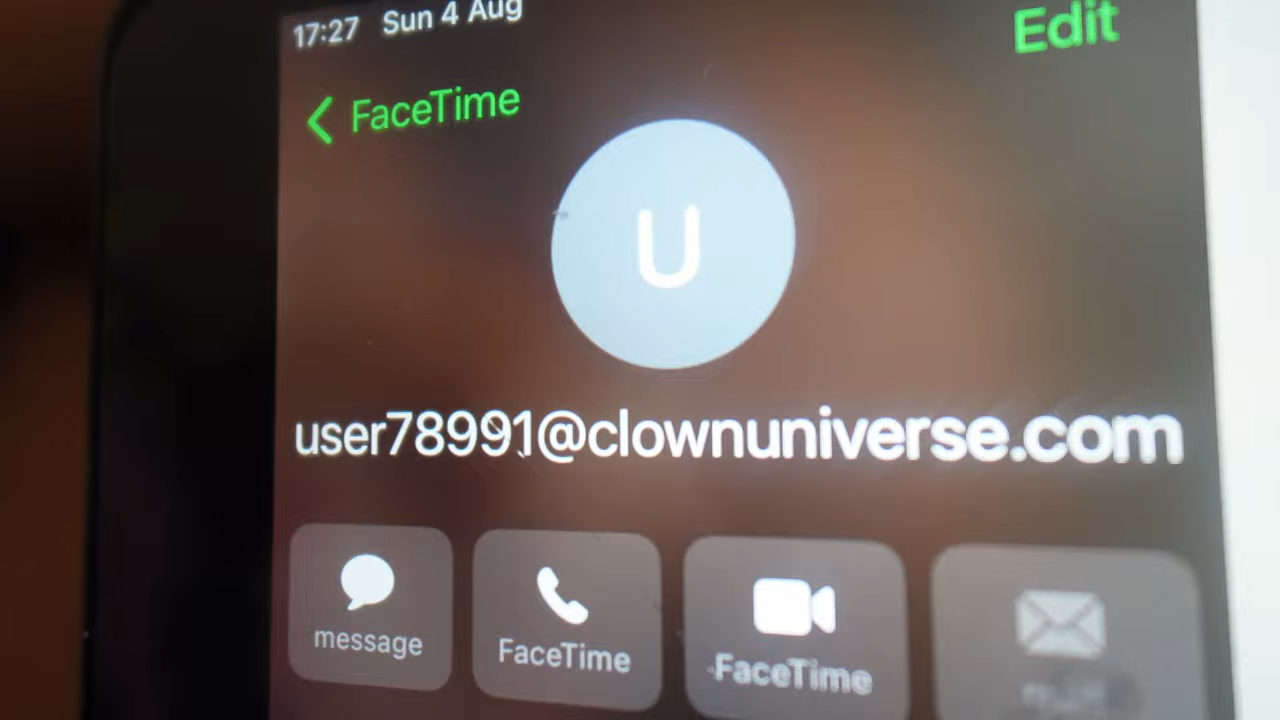 17:27 Sun 4 Aug
Edit
FaceTime
U
user78991@clownuniverse.com
message
FaceTime
FaceTime